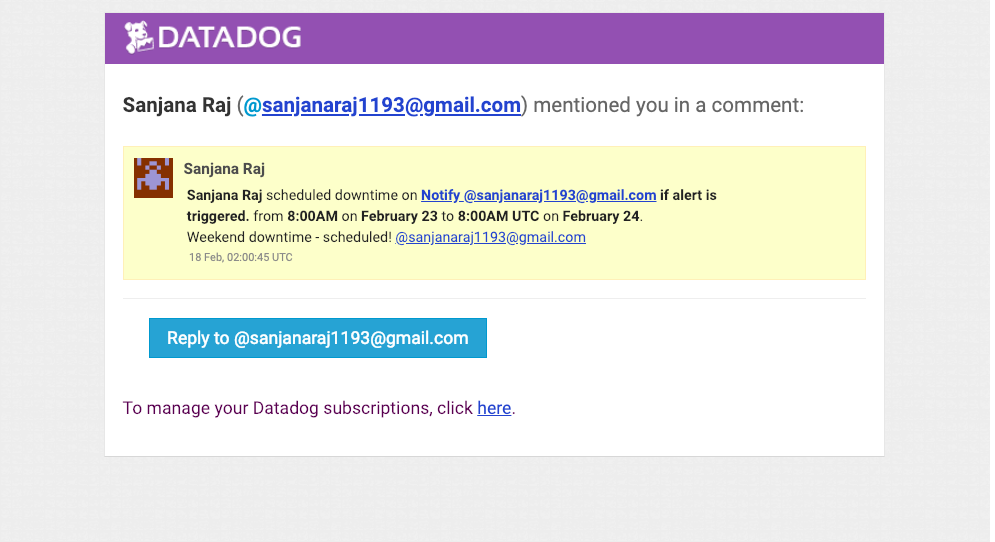 DATADOG
Sanjana Raj (@sanjanaraj1193@gmail.com) mentioned you in a comment:
Sanjana Raj
Sanjana Raj scheduled downtime on Notify @sanjanaraj1193@gmail.com if alert is
triggered. from 8:00AM on February 23 to 8:00AM UTC on February 24.
Weekend downtime - scheduled! @sanjanaraj1193@gmail.com
18 Feb, 02:00:45 UTC
Reply to @sanjanaraj1193@gmail.com
To manage your Datadog subscriptions, click here.